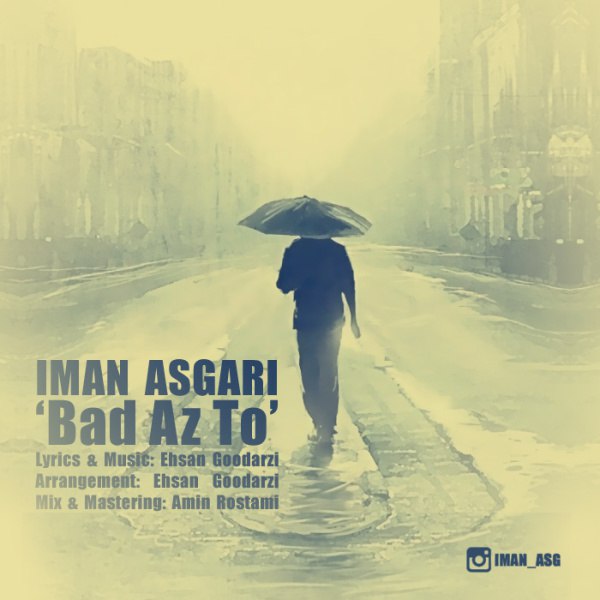 IMAN ASGARI
‘Bad Az To’
Lyrics & Music: Ehsan Goodarzi
Arrangement: Ehsan Goodarzi
Mix & Mastering: Amin Rostami
IMAN_ASG